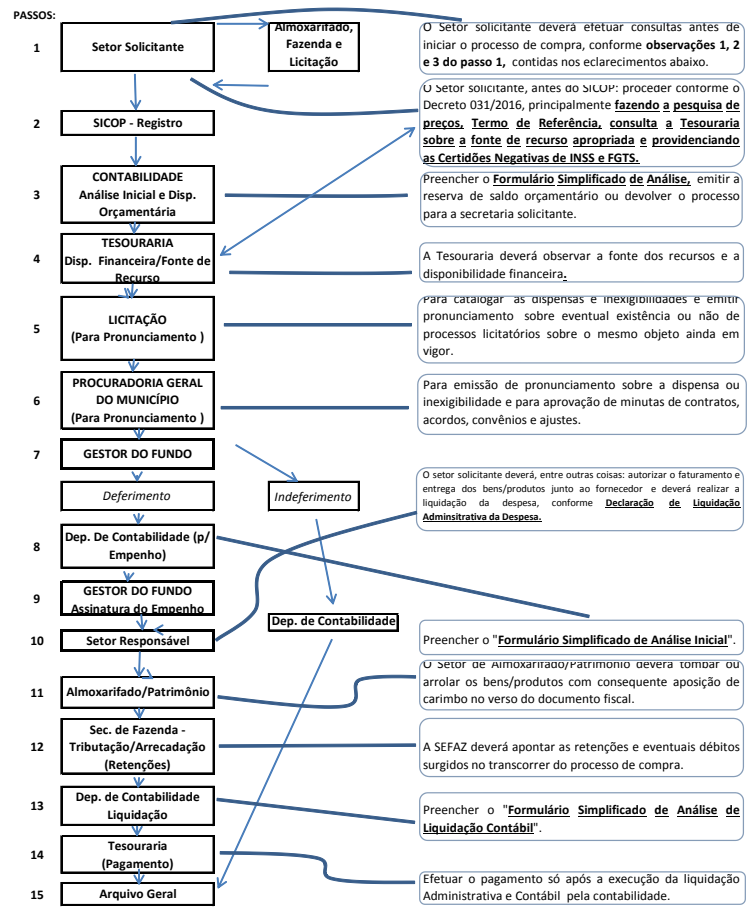 PASSOS:
1
Setor Solicitante
Almoxarifado,
Fazenda e
Licitação
O Setor solicitante deverá efetuar consultas antes de
iniciar o processo de compra, conforme observações 1, 2
e 3 do passo 1, contidas nos eclarecimentos abaixo.
2
SICOP - Registro
O Setor solicitante, antes do SICOP: proceder conforme o
Decreto 031/2016, principalmente fazendo a pesquisa de
preços, Termo de Referência, consulta a Tesouraria
sobre a fonte de recurso apropriada e providenciando
as Certidões Negativas de INSS e FGTS.
3
CONTABILIDADE
Análise Inicial e Disp.
Orçamentária
Preencher o Formulário Simplificado de Análise, emitir a
reserva de saldo orçamentário ou devolver o processo
para a secretaria solicitante.
4
TESOURARIA
Disp. Financeira/Fonte de
Recurso
A Tesouraria deverá observar a fonte dos recursos e a
disponibilidade financeira.
5
LICITAÇÃO
(Para Pronunciamento )
Para catalogar as dispensas e inexigibilidades e emitir
pronunciamento sobre eventual existência ou não de
processos licitatórios sobre o mesmo objeto ainda em
vigor.
6
PROCURADORIA GERAL
DO MUNICÍPIO
(Para Pronunciamento )
Para emissão de pronunciamento sobre a dispensa ou
inexigibilidade e para aprovação de minutas de contratos,
acordos, convênios e ajustes.
7
GESTOR DO FUNDO
Deferimento
Indeferimento
O setor solicitante deverá, entre outras coisas: autorizar o faturamento e
entrega dos bens/produtos junto ao fornecedor e deverá realizar a
liquidação da despesa, conforme Declaração de Liquidação
Adminsitrativa da Despesa.
8
Dep. De Contabilidade (p/
Empenho)
9
GESTOR DO FUNDO
Assinatura do Empenho
Dep. de Contabilidade
10
Setor Responsável
Preencher o "Formulário Simplificado de Análise Inicial".
11
Almoxarifado/Patrimônio
O Setor de Almoxarifado/Patrimônio deverá tombar ou
arrolar os bens/produtos com consequente aposição de
carimbo no verso do documento fiscal.
12
Sec. de Fazenda -
Tributação/Arrecadação
(Retenções)
A SEFAZ deverá apontar as retenções e eventuais débitos
surgidos no transcorrer do processo de compra.
13
Dep. de Contabilidade
Liquidação
Preencher o "Formulário Simplificado de Análise de
Liquidação Contábil".
14
Tesouraria
(Pagamento)
Efetuar o pagamento só após a execução da liquidação
Administrativa e Contábil pela contabilidade.
15
Arquivo Geral